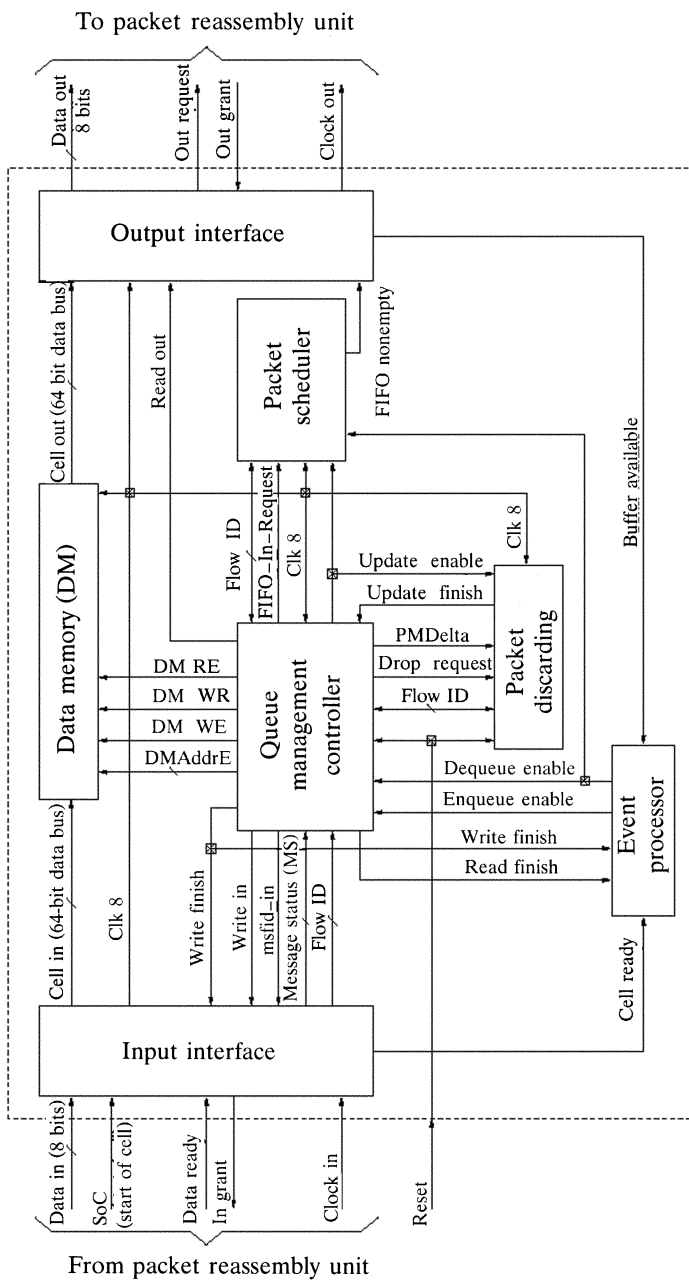 To packet reassembly unit
Data out
8 bits
Out request
Out grant
Clock out
Output interface
Cell out (64 bit data bus)
Read out
Packet
scheduler
FIFO nonempty
Buffer available
Data memory (DM)
Flow ID
FIFO-In-Request
Clk 8
Clk 8
Update enable
Update finish
PMDelta
Drop request
Flow ID
Packet
discarding
DM RE
DM WR
DM WE
DMAddrE
Queue
management
controller
Dequeue enable
Enqueue enable
Write finish
Read finish
Event
processor
Cell in (64-bit data bus)
Clk 8
Write finish
Write in
msfid-in
Message status (MS)
Flow ID
Cell ready
Input interface
Data in (8 bits)
SoC
(start of cell)
Data ready
In grant
Clock in
Reset
From packet reassembly unit